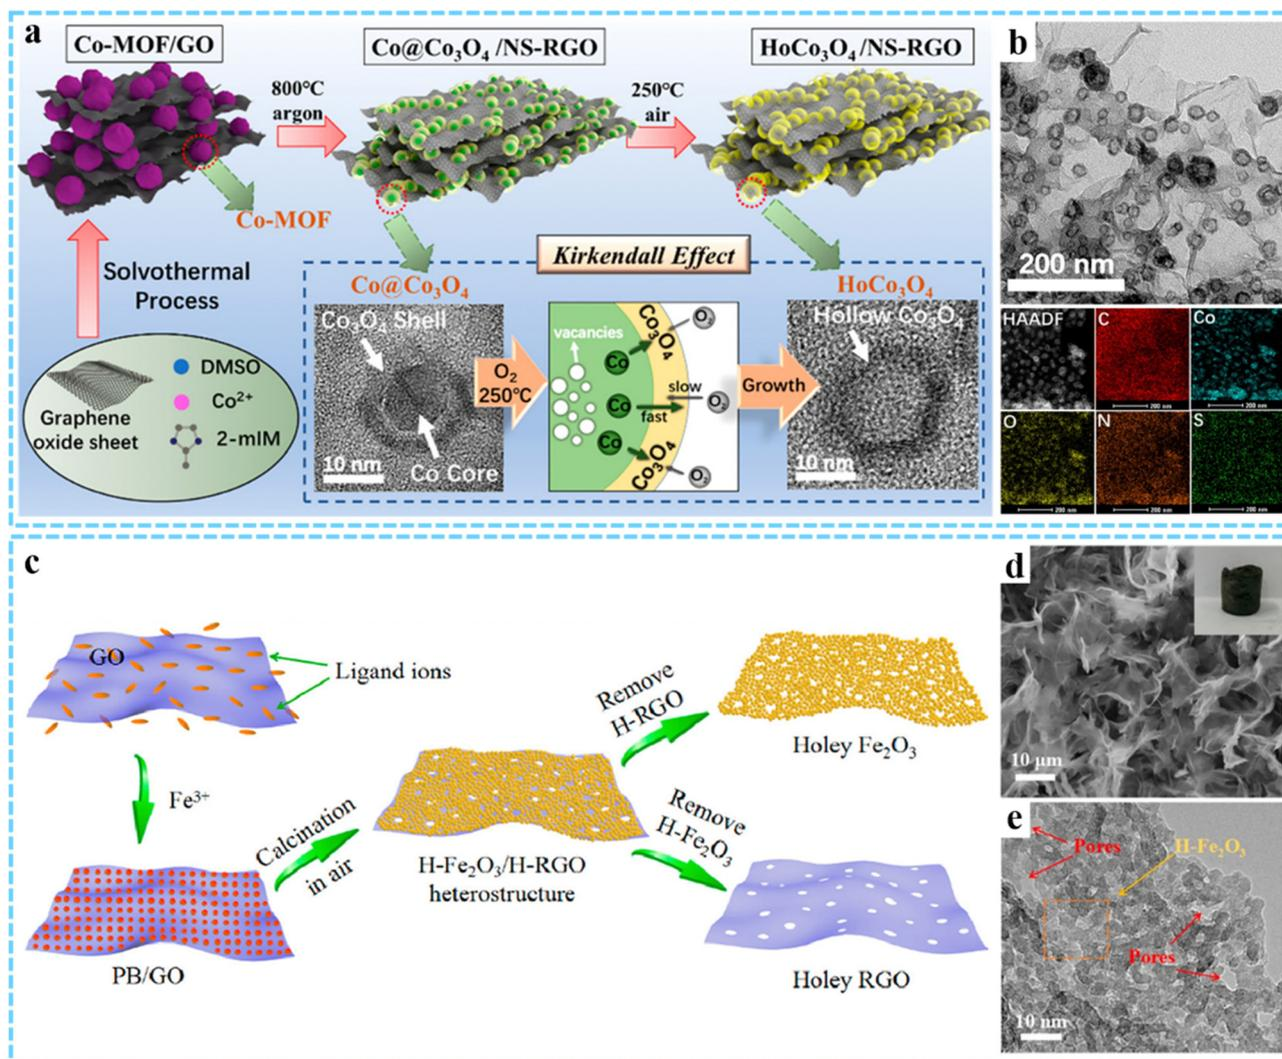 a
Co-MOF/GO
Co@Co₃O₄ /NS-RGO
HoCo₃O₄ /NS-RGO
800°C
argon
250°C
air
Co-MOF
Solvothermal
Process
Kirkendall Effect
Co@Co₃O₄
HoCo₃O₄
Graphene
oxide sheet
DMSO
Co²⁺
2-mIM
Co₃O₄ Shell
Co Core
10 nm
O₂
250°C
vacancies
Co
Co
Co
Co₃O₄
Co₃O₄
O₂
slow
O₂
fast
O₂
Growth
Hollow Co₃O₄
10 nm
b
200 nm
HAADF
C
Co
200 nm
200 nm
200 nm
O
N
S
200 nm
200 nm
200 nm
c
GO
Ligand ions
Fe³⁺
PB/GO
Calcination
in air
H-Fe₂O₃/H-RGO
heterostructure
Remove
H-RGO
Holey Fe₂O₃
Remove
H-Fe₂O₃
Holey RGO
d
10 μm
e
Pores
H-Fe₂O₃
Pores
10 nm